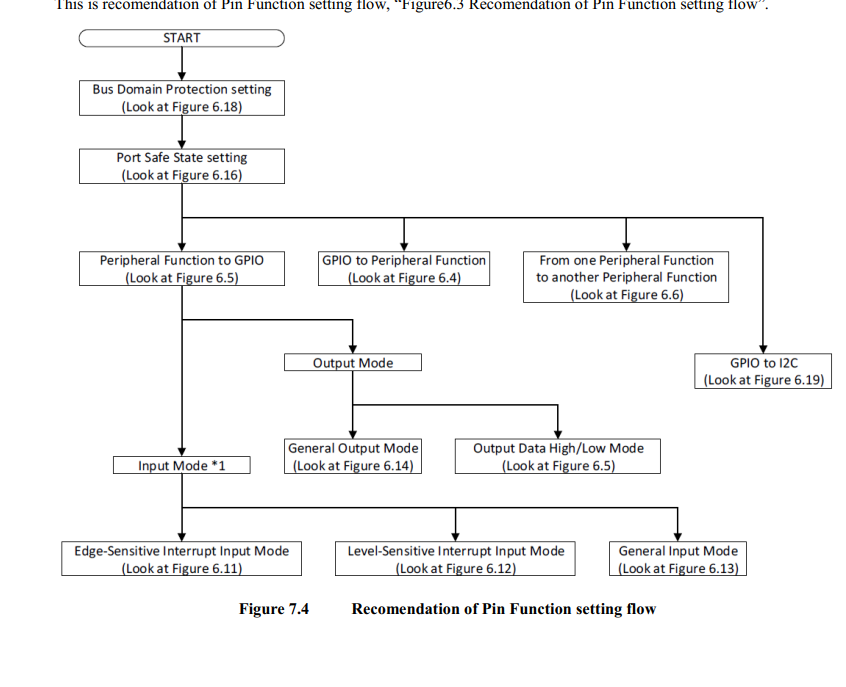 This is recomendation of Pin Function setting flow, “Figure6.3 Recomendation of Pin Function setting flow”.
START
Bus Domain Protection setting
(Look at Figure 6.18)
Port Safe State setting
(Look at Figure 6.16)
Peripheral Function to GPIO
(Look at Figure 6.5)
GPIO to Peripheral Function
(Look at Figure 6.4)
From one Peripheral Function
to another Peripheral Function
(Look at Figure 6.6)
Output Mode
GPIO to I2C
(Look at Figure 6.19)
General Output Mode
(Look at Figure 6.14)
Output Data High/Low Mode
(Look at Figure 6.5)
Input Mode *1
Edge-Sensitive Interrupt Input Mode
(Look at Figure 6.11)
Level-Sensitive Interrupt Input Mode
(Look at Figure 6.12)
General Input Mode
(Look at Figure 6.13)
Figure 7.4 Recomendation of Pin Function setting flow